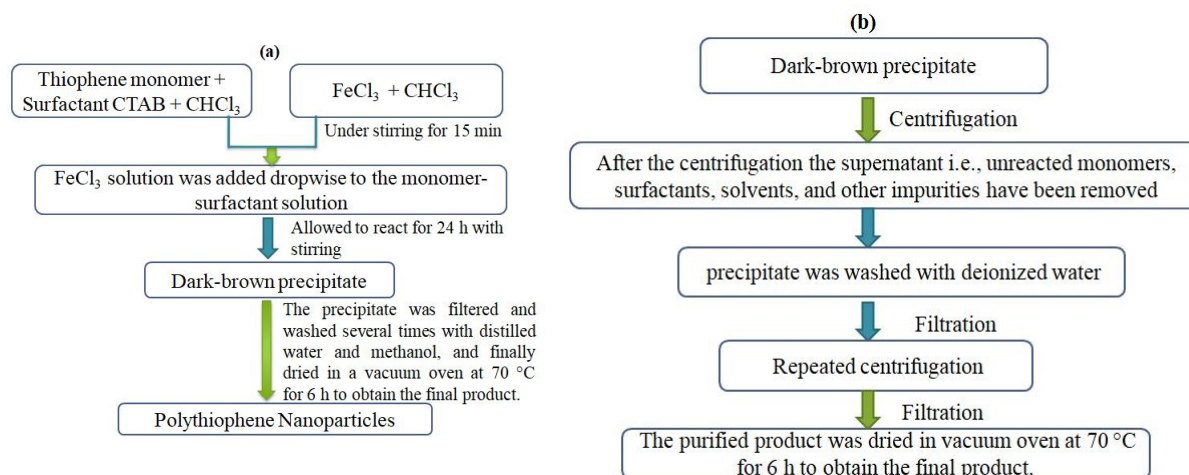 (a)
Thiophene monomer +
Surfactant CTAB + CHCl₃
FeCl₃ + CHCl₃
Under stirring for 15 min
FeCl₃ solution was added dropwise to the monomer-
surfactant solution
Allowed to react for 24 h with
stirring
Dark-brown precipitate
The precipitate was filtered and
washed several times with distilled
water and methanol, and finally
dried in a vacuum oven at 70 °C
for 6 h to obtain the final product.
Polythiophene Nanoparticles
(b)
Dark-brown precipitate
Centrifugation
After the centrifugation the supernatant i.e., unreacted monomers,
surfactants, solvents, and other impurities have been removed
precipitate was washed with deionized water
Filtration
Repeated centrifugation
Filtration
The purified product was dried in vacuum oven at 70 °C
for 6 h to obtain the final product.